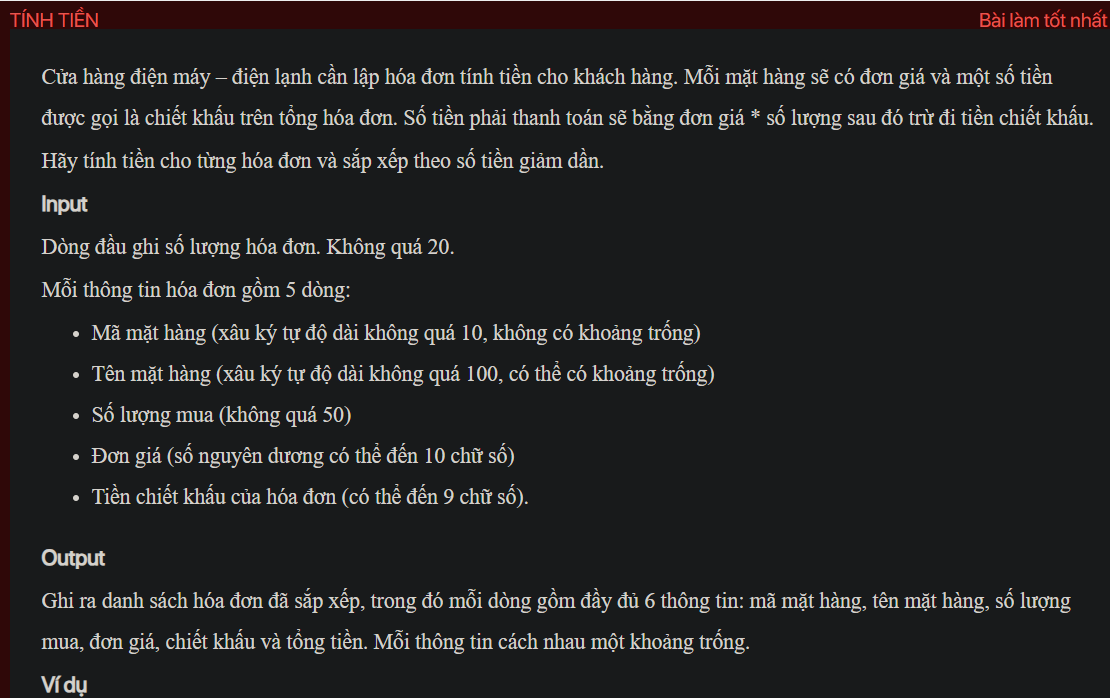 TÍNH TIỀN
Bài làm tốt nhất
Cửa hàng điện máy – điện lạnh cần lập hóa đơn tính tiền cho khách hàng. Mỗi mặt hàng sẽ có đơn giá và một số tiền
được gọi là chiết khấu trên tổng hóa đơn. Số tiền phải thanh toán sẽ bằng đơn giá * số lượng sau đó trừ đi tiền chiết khấu.
Hãy tính tiền cho từng hóa đơn và sắp xếp theo số tiền giảm dần.
Input
Dòng đầu ghi số lượng hóa đơn. Không quá 20.
Mỗi thông tin hóa đơn gồm 5 dòng:
• Mã mặt hàng (xâu ký tự độ dài không quá 10, không có khoảng trống)
• Tên mặt hàng (xâu ký tự độ dài không quá 100, có thể có khoảng trống)
• Số lượng mua (không quá 50)
• Đơn giá (số nguyên dương có thể đến 10 chữ số)
• Tiền chiết khấu của hóa đơn (có thể đến 9 chữ số).
Output
Ghi ra danh sách hóa đơn đã sắp xếp, trong đó mỗi dòng gồm đầy đủ 6 thông tin: mã mặt hàng, tên mặt hàng, số lượng
mua, đơn giá, chiết khấu và tổng tiền. Mỗi thông tin cách nhau một khoảng trống.
Ví dụ